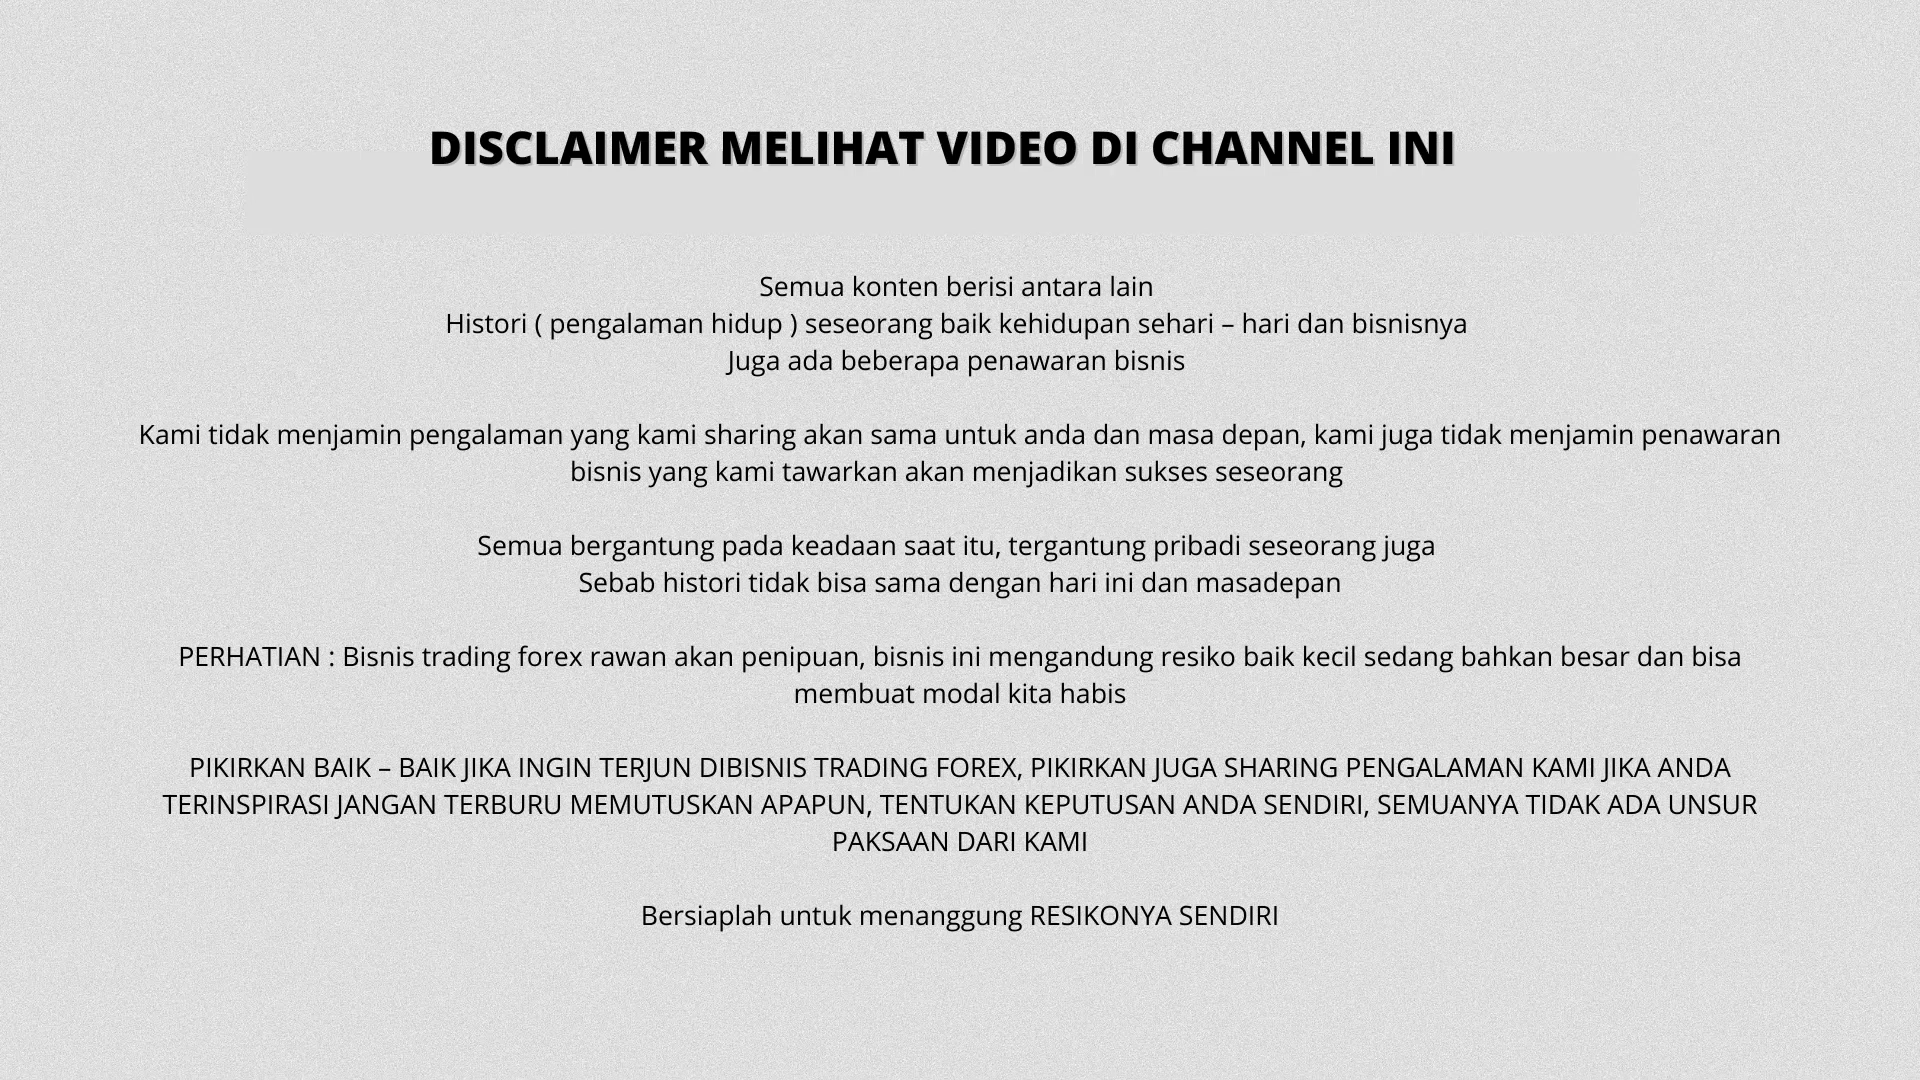 DISCLAIMER MELIHAT VIDEO DI CHANNEL INI
Semua konten berisi antara lain
Histori ( pengalaman hidup ) seseorang baik kehidupan sehari – hari dan bisnisnya
Juga ada beberapa penawaran bisnis
Kami tidak menjamin pengalaman yang kami sharing akan sama untuk anda dan masa depan, kami juga tidak menjamin penawaran
bisnis yang kami tawarkan akan menjadikan sukses seseorang
Semua bergantung pada keadaan saat itu, tergantung pribadi seseorang juga
Sebab histori tidak bisa sama dengan hari ini dan masadepan
PERHATIAN : Bisnis trading forex rawan akan penipuan, bisnis ini mengandung resiko baik kecil sedang bahkan besar dan bisa
membuat modal kita habis
PIKIRKAN BAIK – BAIK JIKA INGIN TERJUN DIBISNIS TRADING FOREX, PIKIRKAN JUGA SHARING PENGALAMAN KAMI JIKA ANDA
TERINSPIRASI JANGAN TERBURU MEMUTUSKAN APAPUN, TENTUKAN KEPUTUSAN ANDA SENDIRI, SEMUANYA TIDAK ADA UNSUR
PAKSAAN DARI KAMI
Bersiaplah untuk menanggung RESIKONYA SENDIRI